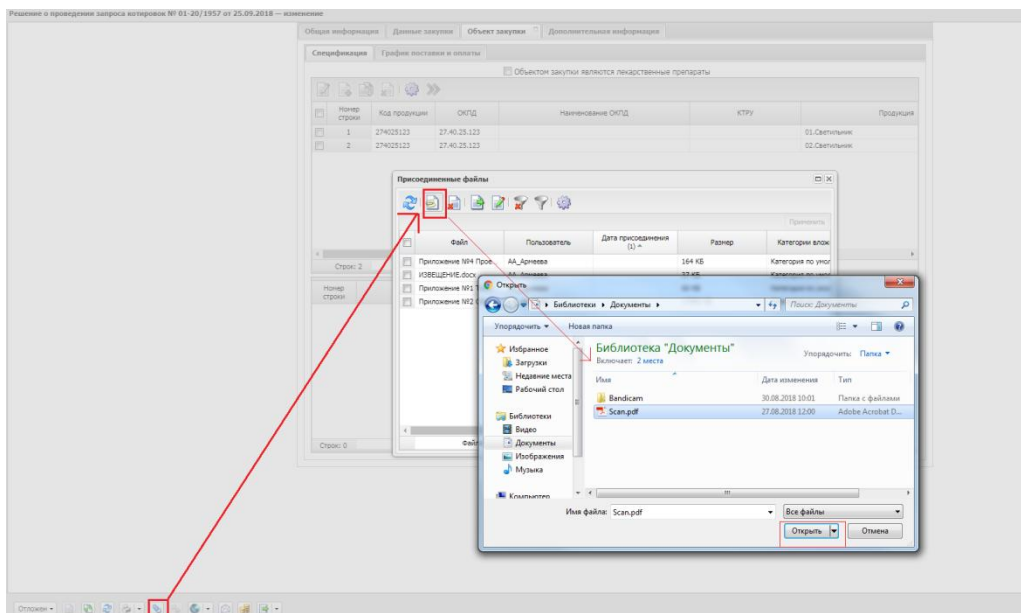 Решение о проведении запроса котировок № 01-20/1957 от 25.09.2018 — изменение
Общая информация Данные закупки Объект закупки Дополнительная информация
Спецификация График поставки и оплаты
Объектом закупки являются лекарственные препараты
Номер строки Код продукции ОКПД Наименование ОКПД КТРУ Продукция
1 274025123 27.40.25.123 01.Светильник
2 274025123 27.40.25.123 02.Светильник
Присоединенные файлы
Применить
Файл Пользователь Дата присоединения (1) Размер Категории влож
Приложение №4 Прое АА_Арнеева 164 КБ Категория по умог
Строк: 2
ИЗВЕЩЕНИЕ.docx
Номер строки
Приложение №1
Приложение №2
Открыть
Библиотеки Документы
Поиск: Документы
Упорядочить Новая папка
Избранное
Загрузки
Недавние места
Рабочий стол
Библиотеки
Видео
Документы
Изображения
Музыка
Компьютер
Библиотека "Документы"
Включает: 2 места
Упорядочить: Папка
Имя Дата изменения Тип
Bandicam 30.08.2018 10:01 Папка с файлами
Scan.pdf 27.08.2018 12:00 Adobe Acrobat D...
Строк: 0
Имя файла: Scan.pdf Все файлы
Открыть Отмена
Отложен